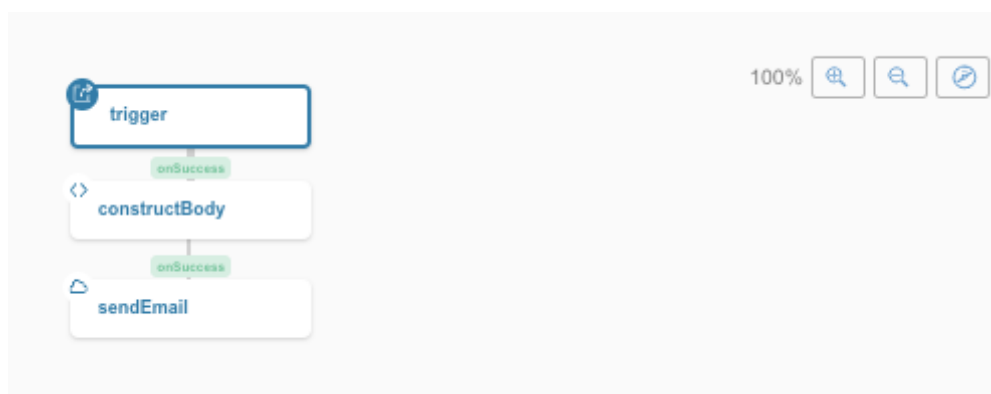 100%
trigger
onSuccess
constructBody
onSuccess
sendEmail